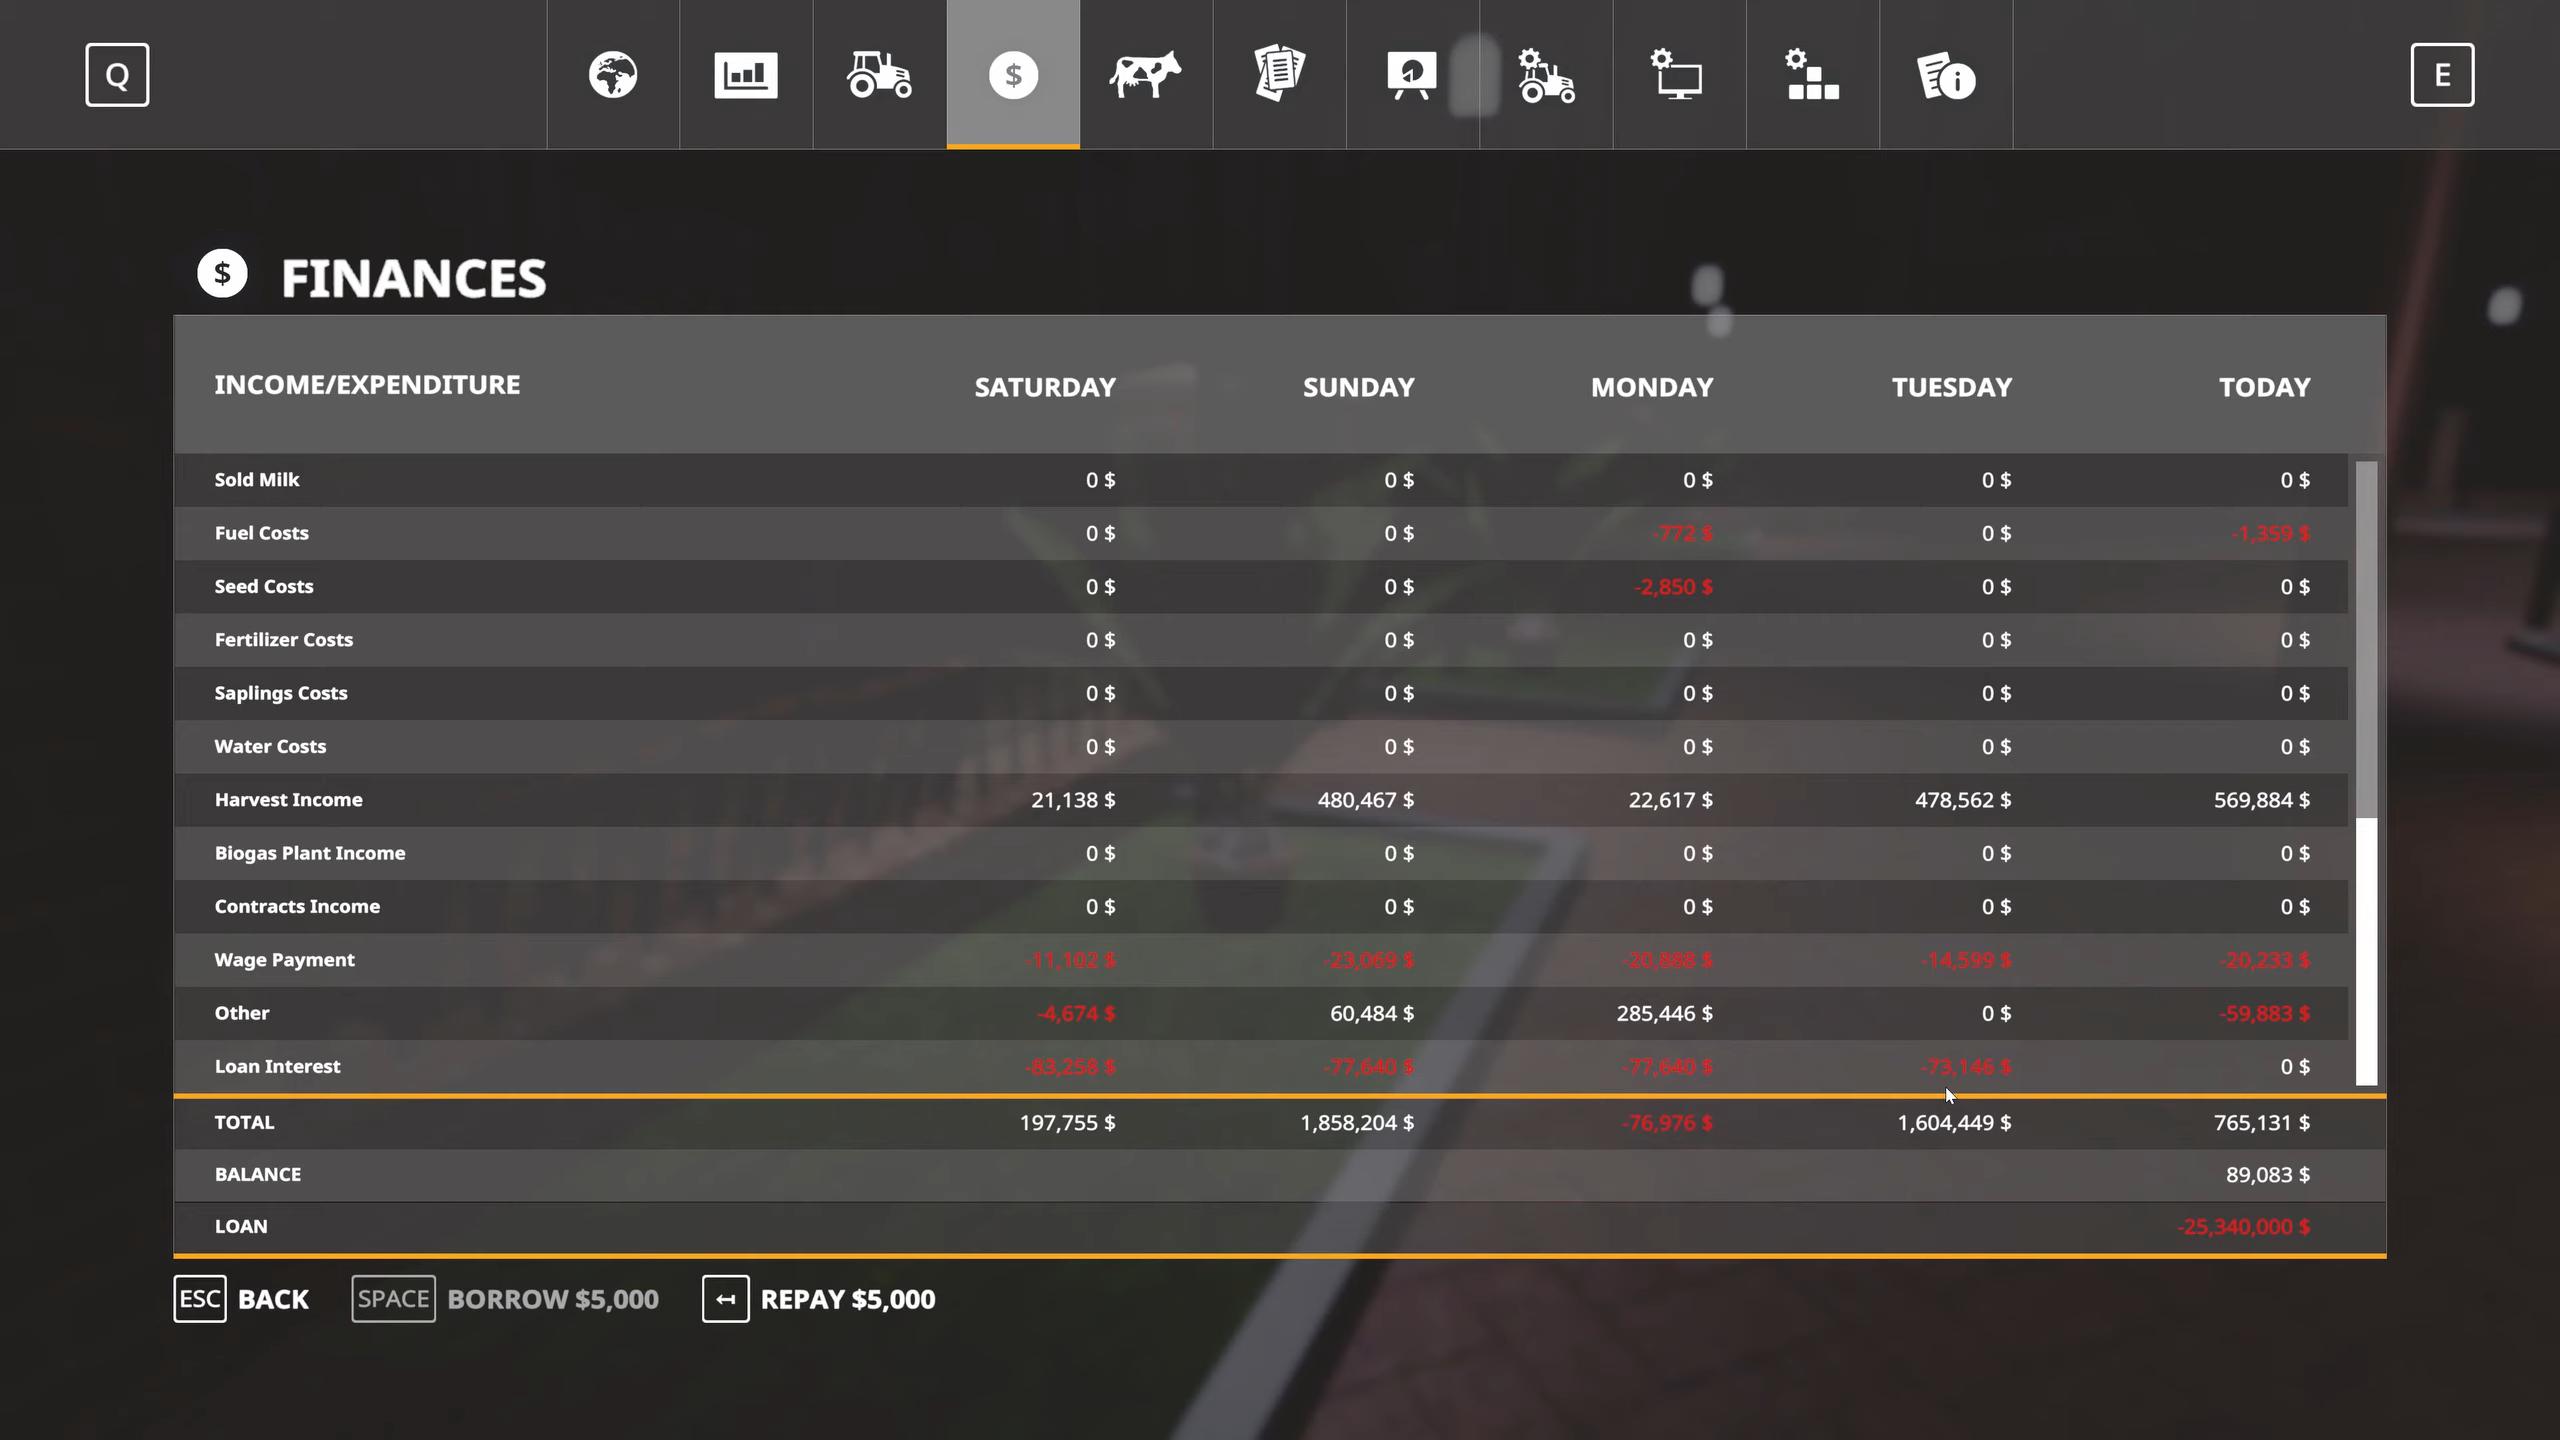 Q
$
E
$ FINANCES
INCOME/EXPENDITURE SATURDAY SUNDAY MONDAY TUESDAY TODAY
Sold Milk 0 $ 0 $ 0 $ 0 $ 0 $
Fuel Costs 0 $ 0 $ -772 $ 0 $ -1,359 $
Seed Costs 0 $ 0 $ -2,850 $ 0 $ 0 $
Fertilizer Costs 0 $ 0 $ 0 $ 0 $ 0 $
Saplings Costs 0 $ 0 $ 0 $ 0 $ 0 $
Water Costs 0 $ 0 $ 0 $ 0 $ 0 $
Harvest Income 21,138 $ 480,467 $ 22,617 $ 478,562 $ 569,884 $
Biogas Plant Income 0 $ 0 $ 0 $ 0 $ 0 $
Contracts Income 0 $ 0 $ 0 $ 0 $ 0 $
Wage Payment -11,102 $ -23,069 $ -20,888 $ -14,599 $ -20,233 $
Other -4,674 $ 60,484 $ 285,446 $ 0 $ -59,883 $
Loan Interest -83,258 $ -77,640 $ -77,640 $ -73,146 $ 0 $
TOTAL 197,755 $ 1,858,204 $ -76,976 $ 1,604,449 $ 765,131 $
BALANCE 89,083 $
LOAN -25,340,000 $
ESC BACK SPACE BORROW $5,000 REPAY $5,000